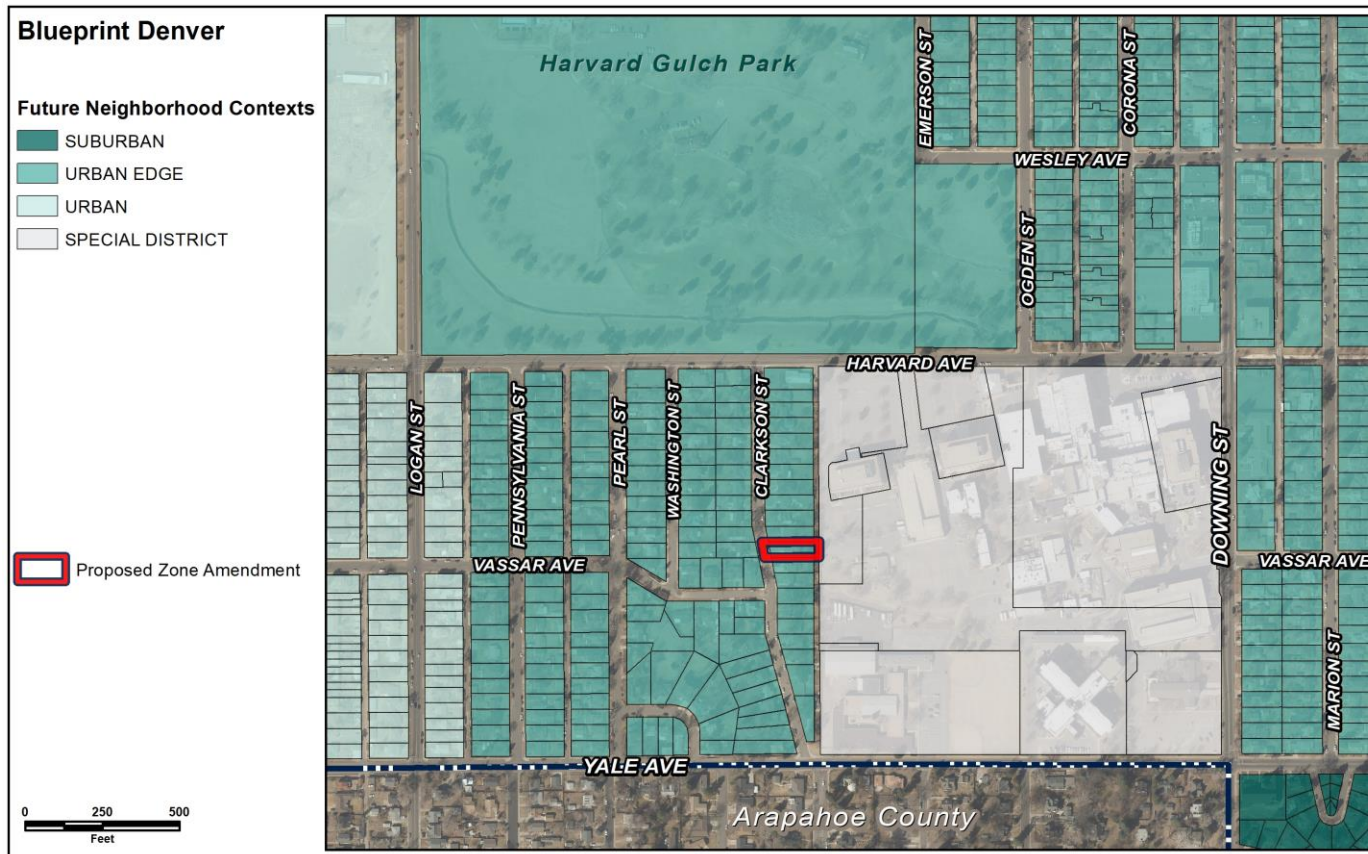 Blueprint Denver
Future Neighborhood Contexts
SUBURBAN
URBAN EDGE
URBAN
SPECIAL DISTRICT
Proposed Zone Amendment
0 250 500
Feet
Harvard Gulch Park
EMERSON ST
CORONA ST
WESLEY AVE
OGDEN ST
HARVARD AVE
LOGAN ST
PENNSYLVANIA ST
PEARL ST
WASHINGTON ST
CLARKSON ST
DOWNING ST
VASSAR AVE
VASSAR AVE
MARION ST
YALE AVE
Arapahoe County